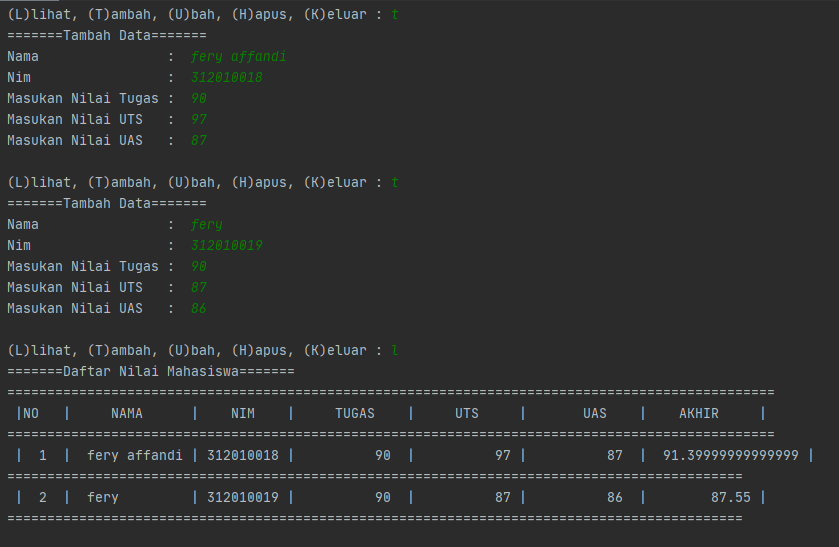 (L)lihat, (T)ambah, (U)bah, (H)apus, (K)eluar : t
=======Tambah Data=======
Nama                :  fery affandi
Nim                 :  312010018
Masukan Nilai Tugas :  90
Masukan Nilai UTS   :  97
Masukan Nilai UAS   :  87

(L)lihat, (T)ambah, (U)bah, (H)apus, (K)eluar : t
=======Tambah Data=======
Nama                :  fery
Nim                 :  312010019
Masukan Nilai Tugas :  90
Masukan Nilai UTS   :  87
Masukan Nilai UAS   :  86

(L)lihat, (T)ambah, (U)bah, (H)apus, (K)eluar : l
=======Daftar Nilai Mahasiswa=======
================================================================================================
 |NO   |     NAMA      |    NIM    |     TUGAS    |     UTS     |       UAS    |    AKHIR     |
================================================================================================
 |  1  |  fery affandi | 312010018 |          90  |          97 |          87  |  91.39999999999999 |
============================================================================================
 |  2  |  fery         | 312010019 |          90  |          87 |          86  |        87.55 |
============================================================================================